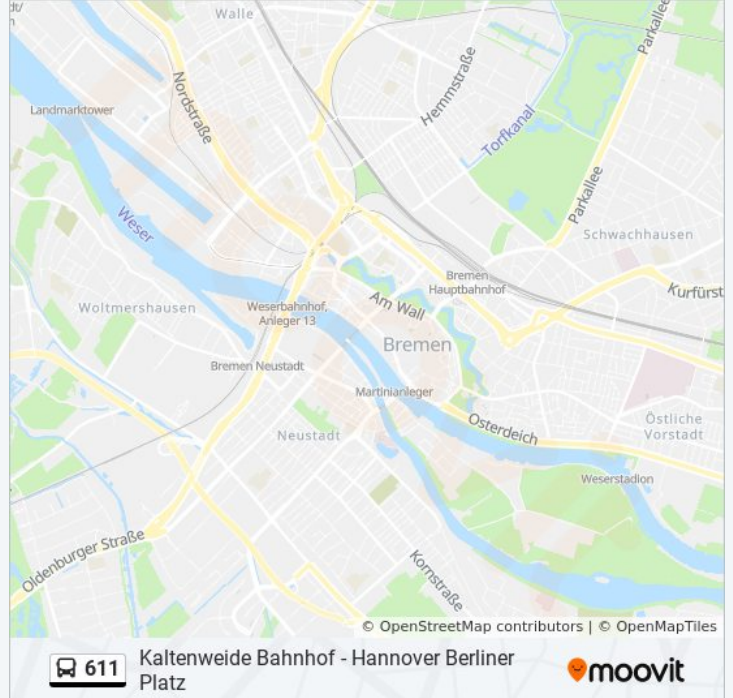 dt/
Walle
Parkallee
Hemmstraße
Nordstraße
Landmarktower
Torfkanal
Parkallee
Weser
Schwachhausen
Bremen
Hauptbahnhof
Kurfürst
Woltmershausen
Weserbahnhof,
Anleger 13
Am Wall
Bremen
Bremen Neustadt
Martinianleger
Osterdeich
Östliche
Vorstadt
Neustadt
Weserstadion
Oldenburger Straße
Kornstraße
© OpenStreetMap contributors | © OpenMapTiles
611
Kaltenweide Bahnhof - Hannover Berliner
Platz
moovit